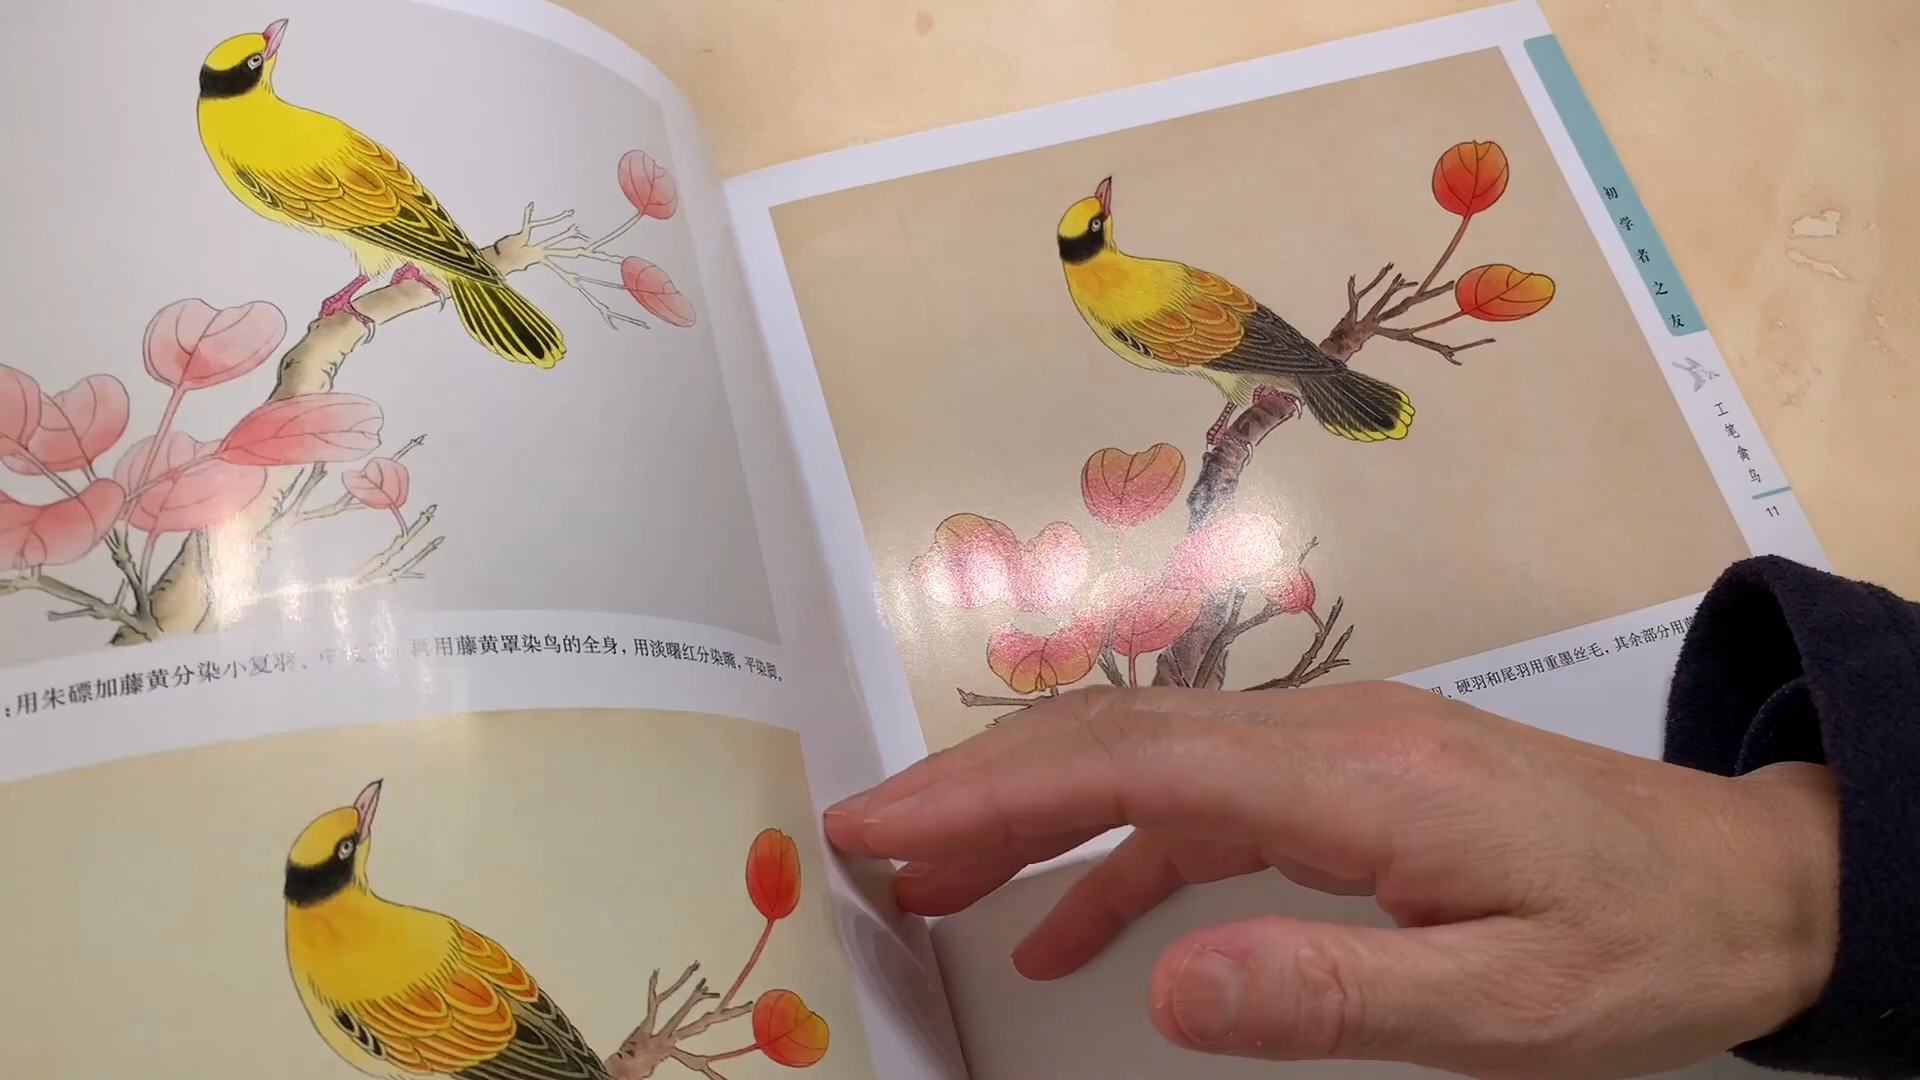 :用朱磦加藤黄分染小复羽、
再用藤黄罩染鸟的全身,用淡曙红分染嘴,平染脚。
、硬羽和尾羽用重墨丝毛,其余部分用
初学者之友
工笔禽鸟
11